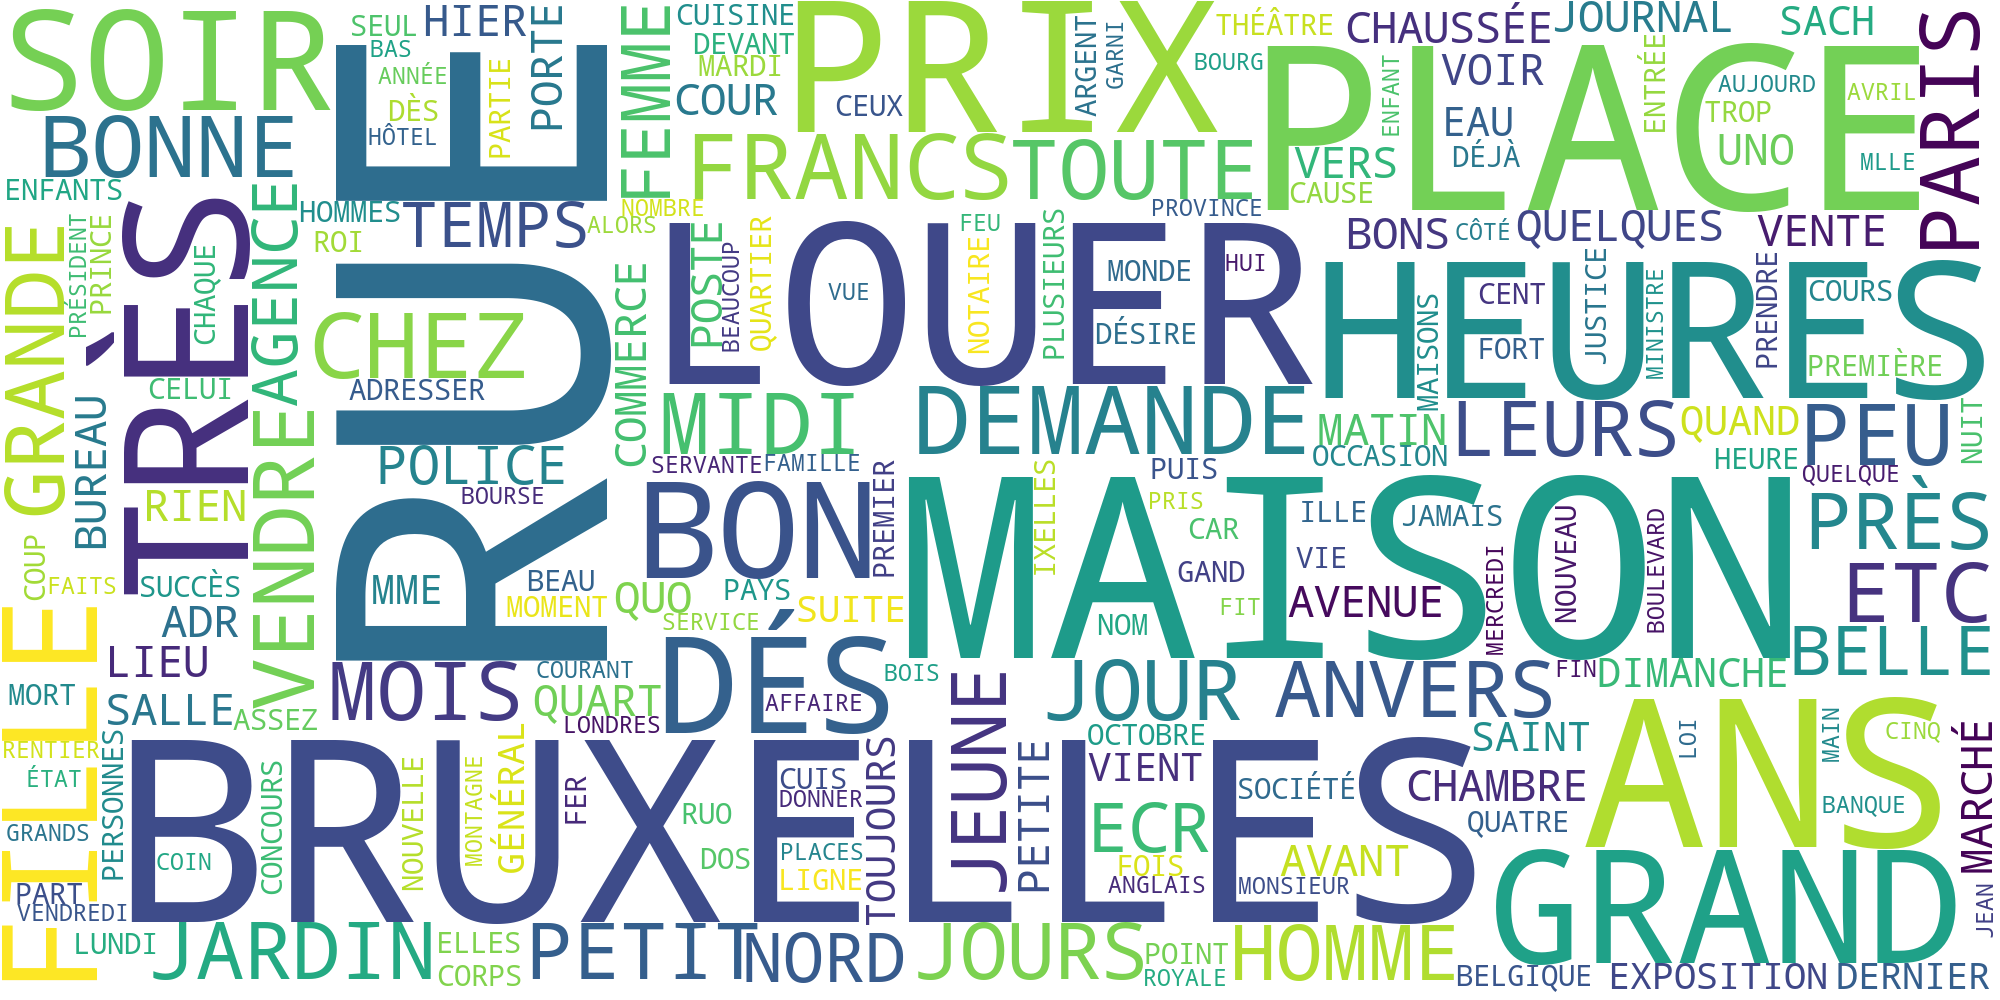 SOIR
SEUL
HIER
BAS
ANNÉE
DÈS
HÔTEL
PARTIE
PORTE
FEMME
CUISINE
DEVANT
MARDI
COUR
CEUX
PRIX
ARGENT
GARNI
THÉÂTRE
BOURG
CHAUSSÉE
JOURNAL
SACH
VOIR
ENTRÉE
AUJOURD
AVRIL
TROP
PARIS
BONNE
FRANCS
TOUTE
PLACE
ENFANT
EAU
DÉJÀ
UNO
MLLE
VERS
CAUSE
ENFANTS
TRÈS
AGENCE
HOMMES
ROI
TEMPS
ALORS
NOMBRE
PROVINCE
BONS
CÔTÉ
QUELQUES
VENTE
GRANDE
PRÉSIDENT
PRINCE
CHAQUE
RUE
CHEZ
ADRESSER
COMMERCE
POSTE
BEAUCOUP
QUARTIER
LOUER
VUE
FEU
NOTAIRE
PLUSIEURS
MONDE
DÉSIRE
HUI
HEURES
MAISONS
CENT
FORT
JUSTICE
MINISTRE
PRENDRE
COURS
PREMIÈRE
CELUI
BUREAU
RIEN
VENDRE
POLICE
BOURSE
MIDI
SERVANTE
FAMILLE
DEMANDE
MATIN
OCCASION
LEURS
QUAND
HEURE
PEU
QUELQUE
NUIT
BON
PREMIER
MAISON
IXELLES
PUIS
PRIS
CAR
GAND
FIT
NOM
ILLE
VIE
JAMAIS
AVENUE
MERCREDI
NOUVEAU
BOULEVARD
PRÈS
ETC
BELLE
COUP
FAITS
SUCCÈS
ADR
MME
BEAU
MOMENT
QUO
PAYS
SERVICE
SUITE
FILLE
LIEU
MORT
SALLE
ASSEZ
MOIS
COURANT
QUART
LONDRES
DÉS
AFFAIRE
BOIS
JEUNE
JOUR
ANVERS
FIN
DIMANCHE
RENTIER
ÉTAT
PERSONNES
GRANDS
COIN
BRUXELLES
CONCOURS
NOUVELLE
MONTAGNE
GÉNÉRAL
FER
RUO
DOS
CUIS
DONNER
PLACES
LIGNE
TOUJOURS
PETITE
OCTOBRE
VIENT
ECR
FOIS
ANGLAIS
SOCIÉTÉ
AVANT
MONSIEUR
SAINT
CHAMBRE
QUATRE
ANS
LOI
MAIN
CINQ
BANQUE
MARCHÉ
PART
VENDREDI
LUNDI
JARDIN
ELLES
CORPS
PETIT
NORD
JOURS
POINT
ROYALE
HOMME
BELGIQUE
GRAND
EXPOSITION
DERNIER
JEAN